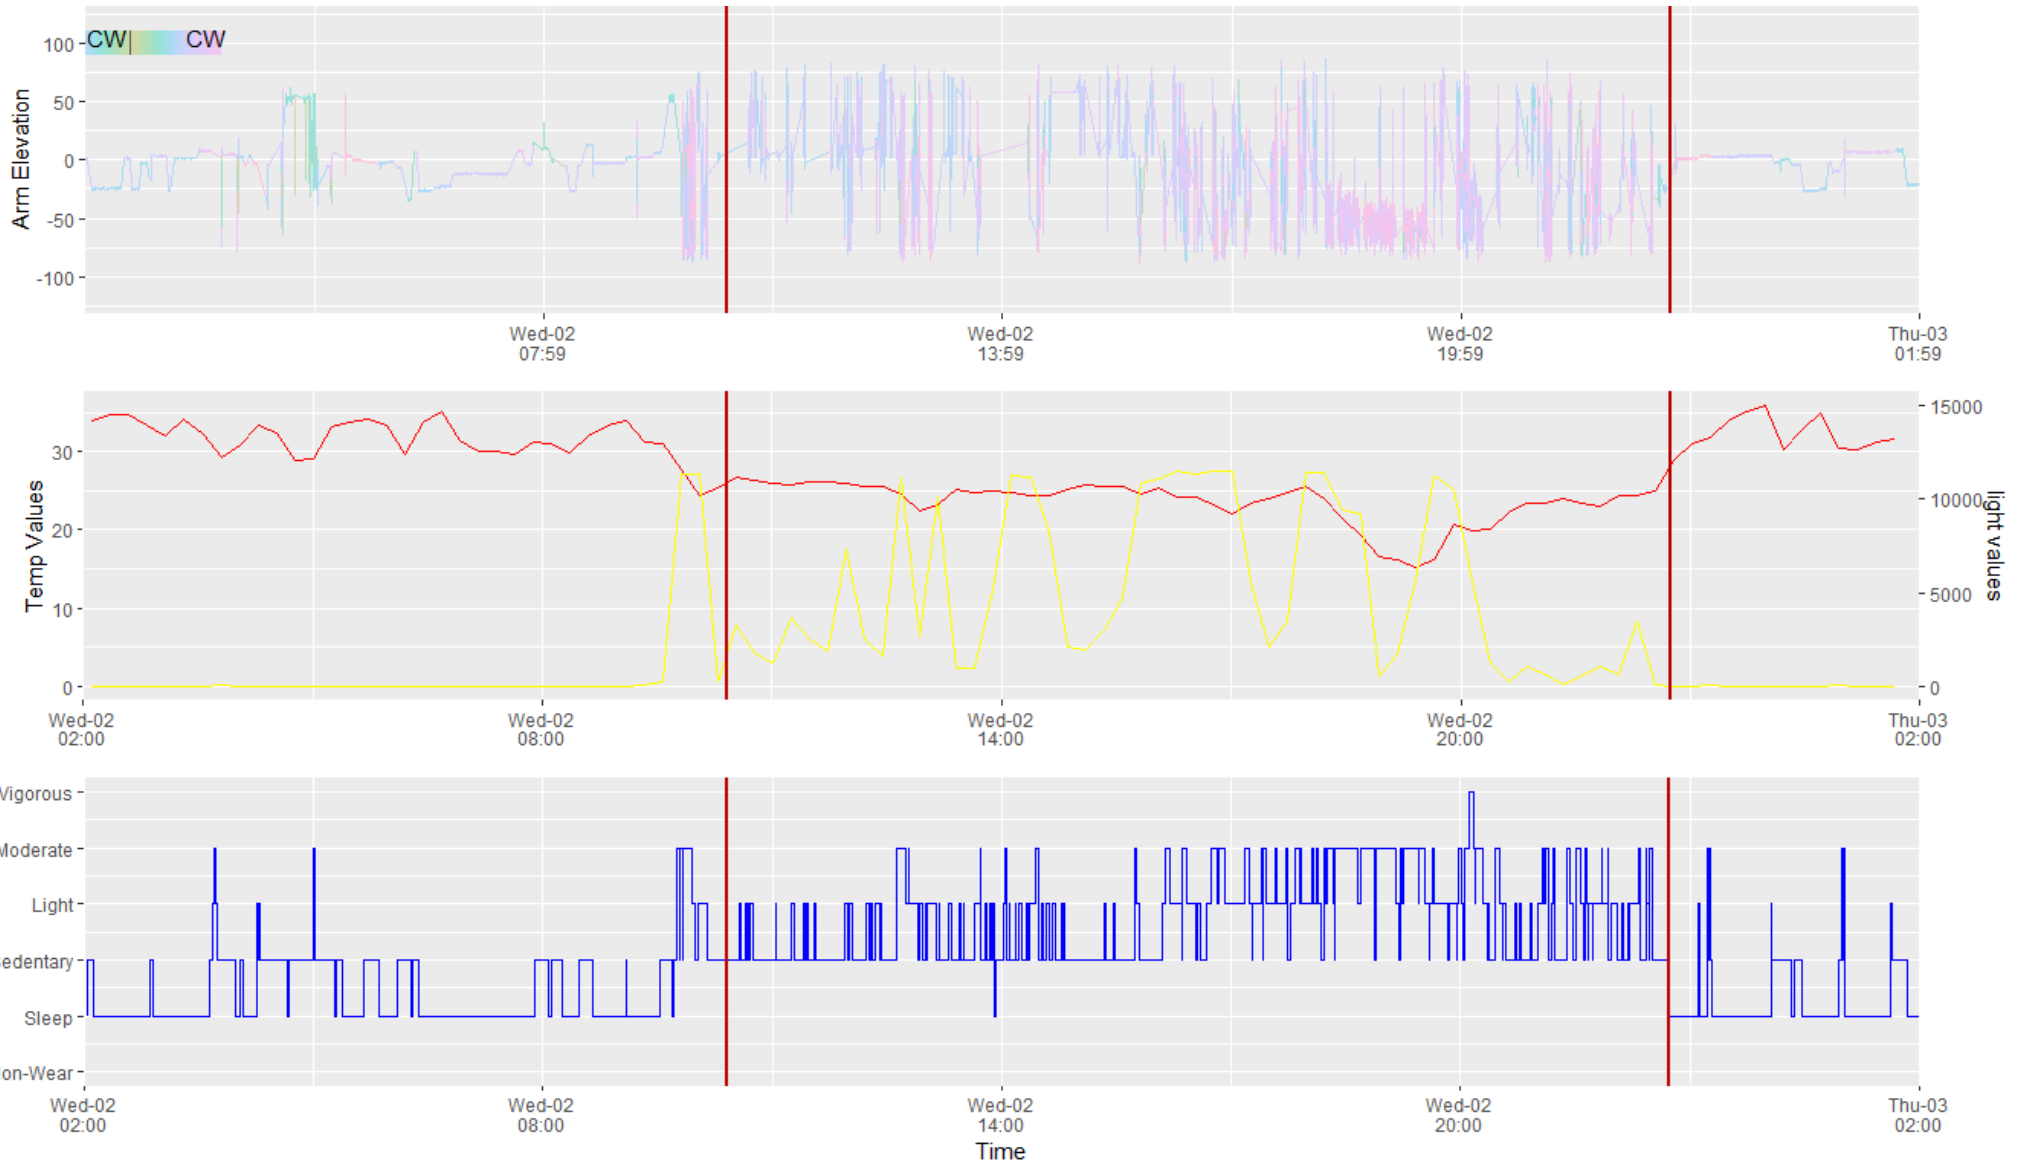 CW| CW
100
50
0
-50
-100
Arm Elevation
Wed-02 Wed-02 Wed-02 Thu-03
07:59 13:59 19:59 01:59
30
20
10
0
Temp Values
15000
10000
5000
0
light values
Wed-02 Wed-02 Wed-02 Wed-02 Thu-03
02:00 08:00 14:00 20:00 02:00
Vigorous
Moderate
Light
Sedentary
Sleep
on-Wear
Wed-02 Wed-02 Wed-02 Wed-02 Thu-03
02:00 08:00 14:00 20:00 02:00
Time